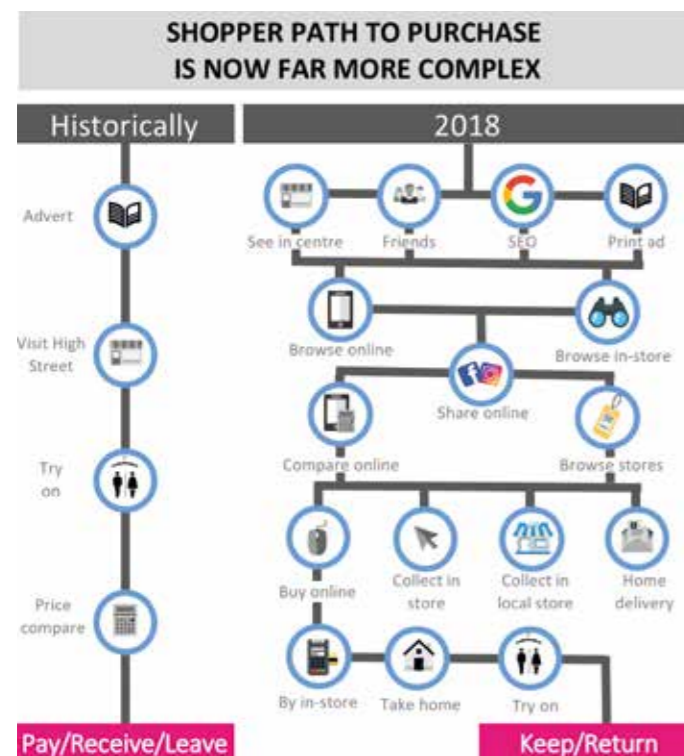 SHOPPER PATH TO PURCHASE
IS NOW FAR MORE COMPLEX
Historically
Advert
Visit High
Street
Try
on
Price
compare
Pay/Receive/Leave
2018
See in centre
Friends
SEO
Print ad
Browse online
Browse in-store
Share online
Compare online
Browse stores
Buy online
Collect in
store
Collect in
local store
Home
delivery
By in-store
Take home
Try on
Keep/Return